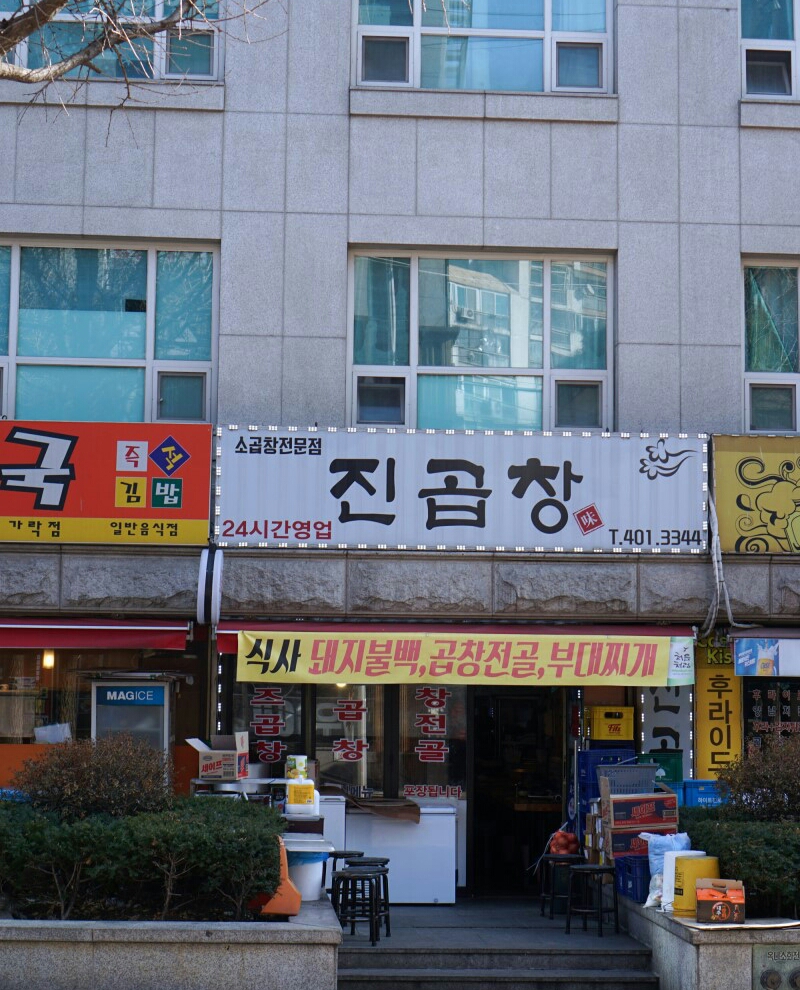 국
즉석
김밥
가락점 일반음식점
소곱창전문점
진곱창
味
24시간영업
T.401.3344
식사 돼지불백,곱창전골,부대찌개
MAGICE
곱창
곱창
창전골
포장됩니다
Kis
후라이드